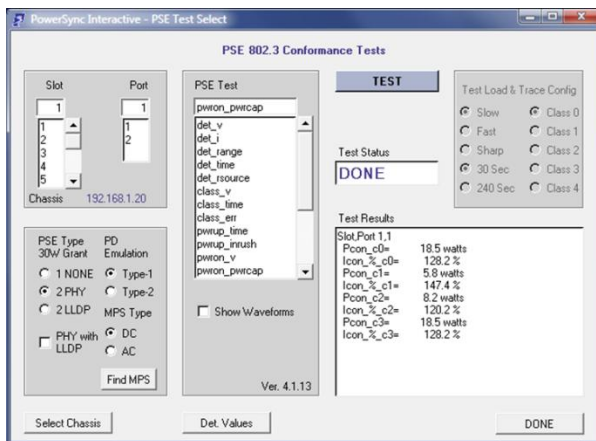 PowerSync Interactive - PSE Test Select
PSE 802.3 Conformance Tests
Slot Port
1 1
1
2
3
4
5
1
2
Chassis 192.168.1.20
PSE Type
30W Grant
1 NONE
2 PHY
2 LLDP
PHY with
LLDP
PD
Emulation
Type-1
Type-2
MPS Type
DC
AC
Find MPS
Select Chassis
PSE Test
pwron_pwrcap
det_v
det_i
det_range
det_time
det_rsource
class_v
class_time
class_err
pwrup_time
pwrup_inrush
pwron_v
pwron_pwrcap
Show Waveforms
Ver. 4.1.13
Det. Values
TEST
Test Status
DONE
Test Load & Trace Config
Slow Class 0
Fast Class 1
Sharp Class 2
30 Sec Class 3
240 Sec Class 4
Test Results
Slot,Port 1,1
Pcon_c0= 18.5 watts
Icon_%_c0= 128.2 %
Pcon_c1= 5.8 watts
Icon_%_c1= 147.4 %
Pcon_c2= 8.2 watts
Icon_%_c2= 120.2 %
Pcon_c3= 18.5 watts
Icon_%_c3= 128.2 %
DONE